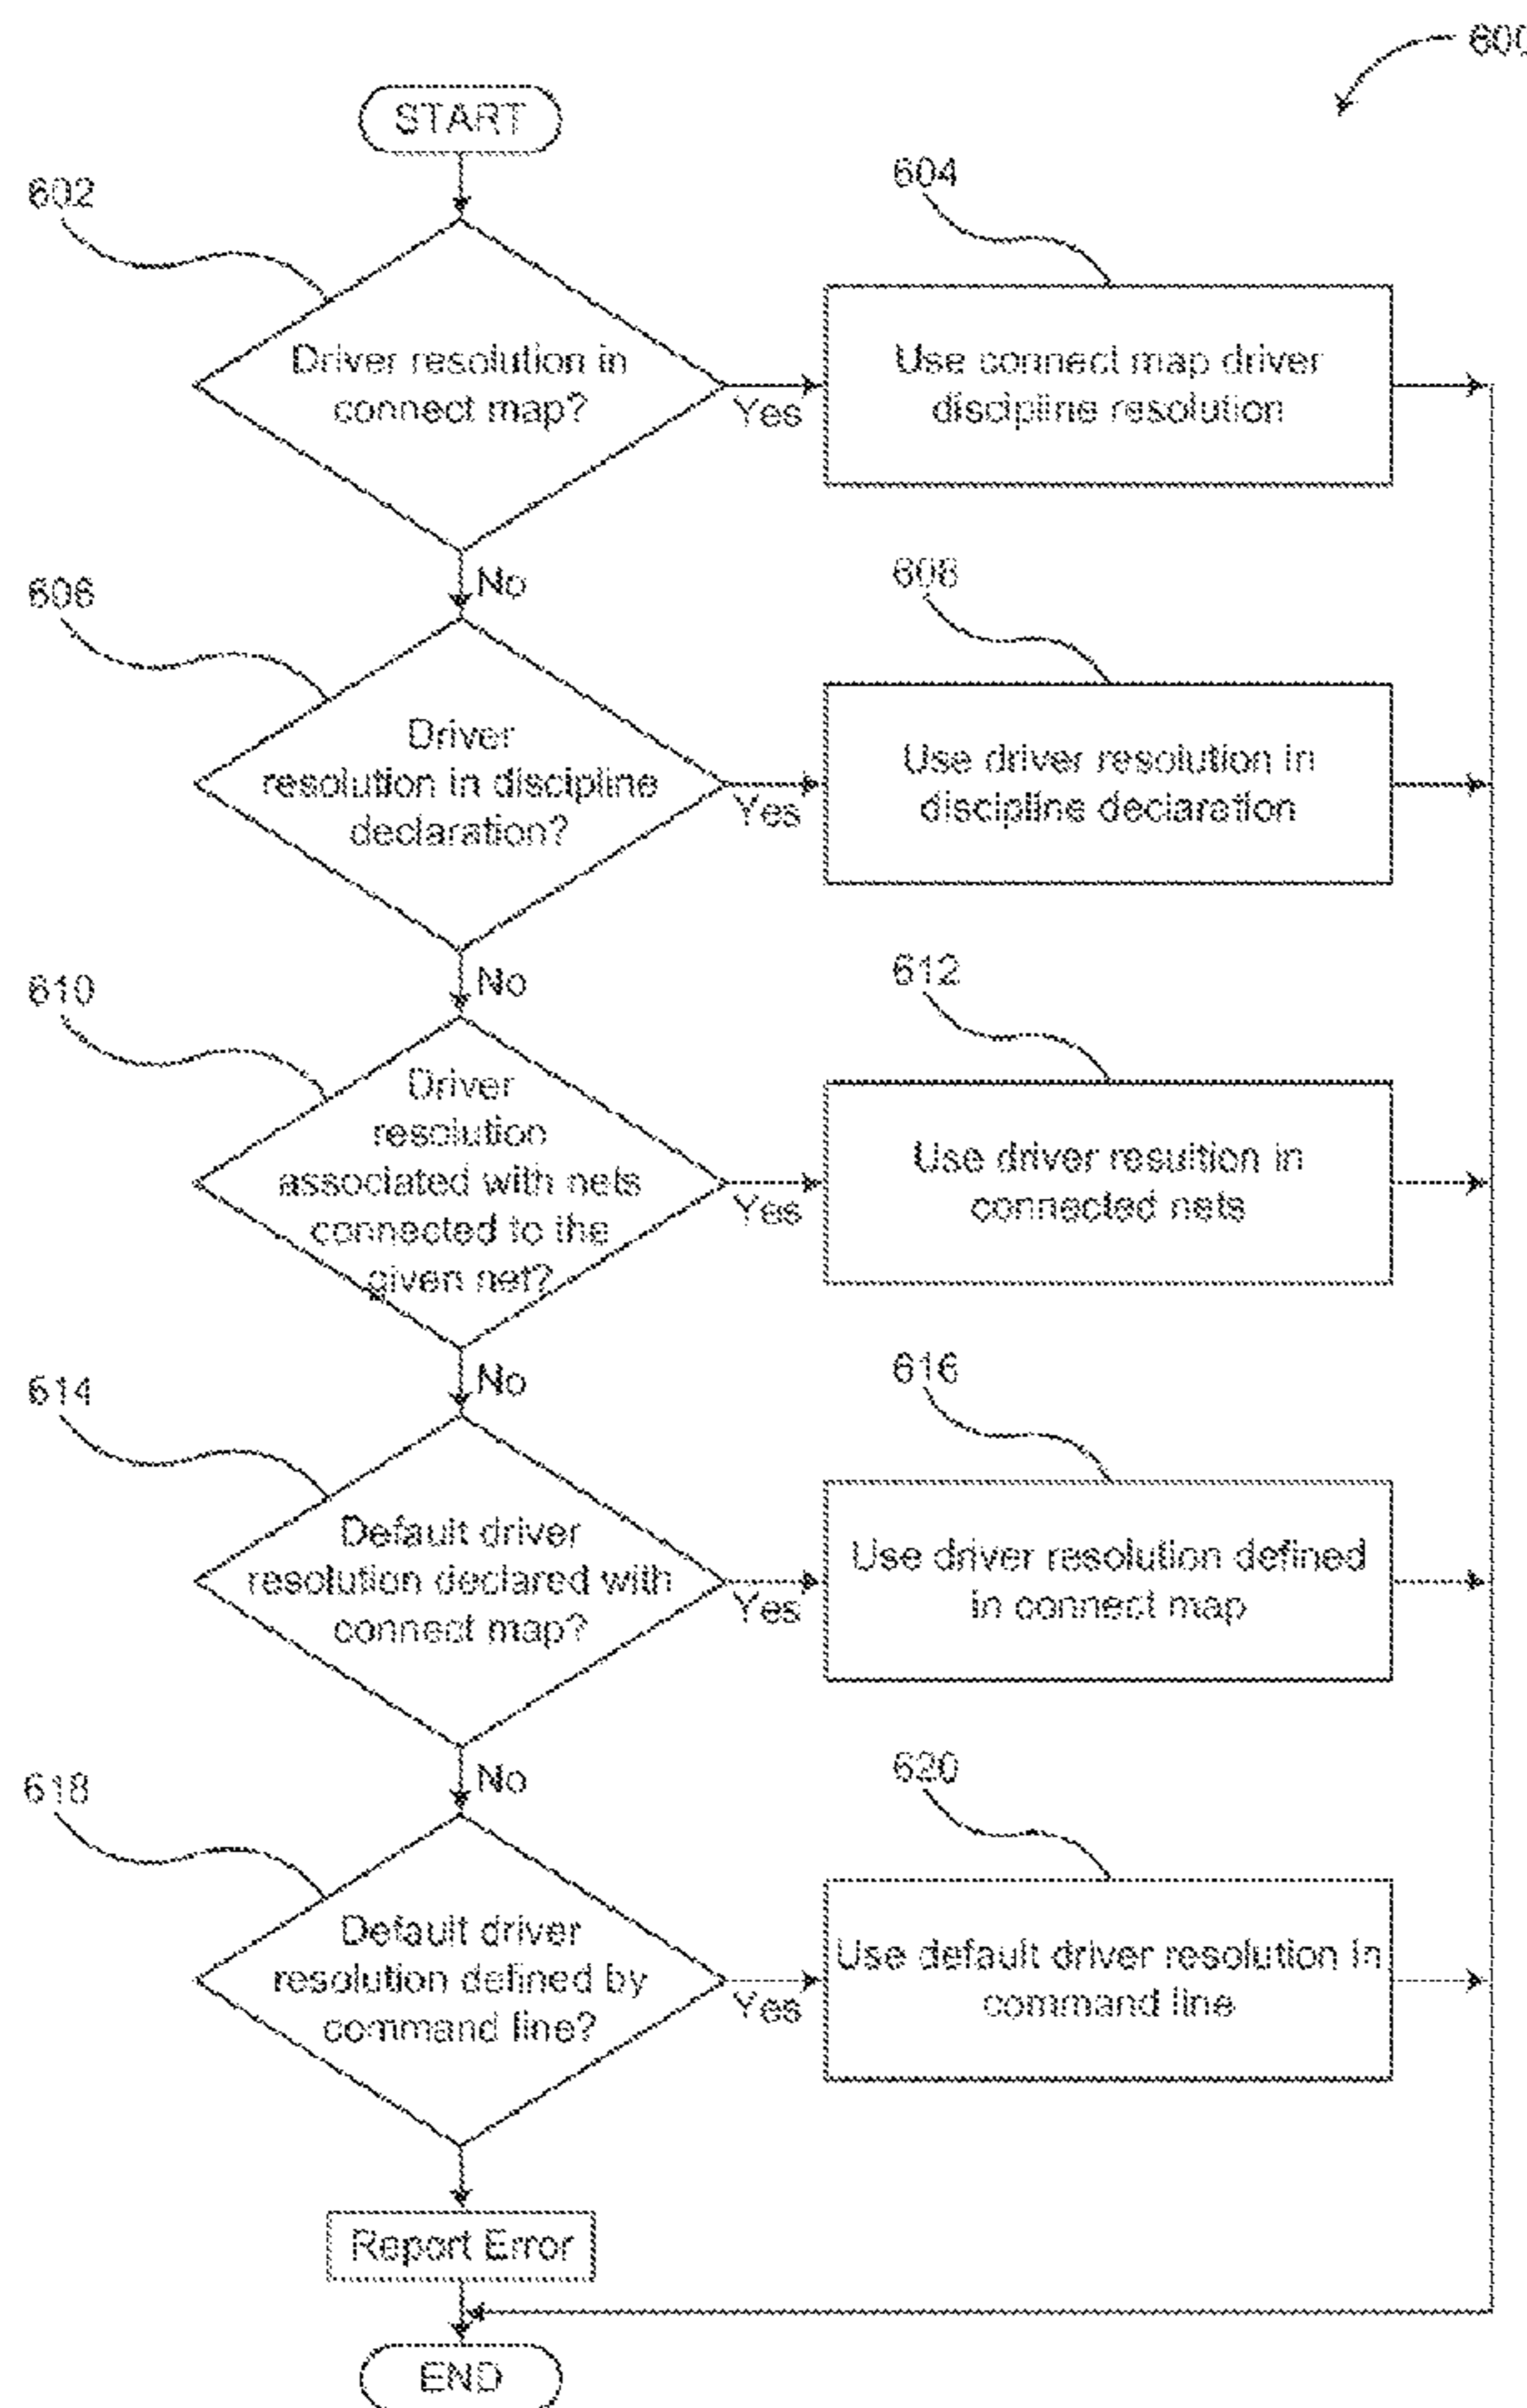 600
START
602
604
Driver resolution in
connect map?
Yes
Use connect map driver
discipline resolution
No
606
608
Driver
resolution in discipline
declaration?
Yes
Use driver resolution in
discipline declaration
No
610
612
Driver
resolution
associated with nets
connected to the
given net?
Yes
Use driver resultion in
connected nets
No
614
616
Default driver
resolution declared with
connect map?
Yes
Use driver resolution defined
in connect map
No
618
620
Default driver
resolution defined by
command line?
Yes
Use default driver resolution in
command line
Report Error
END